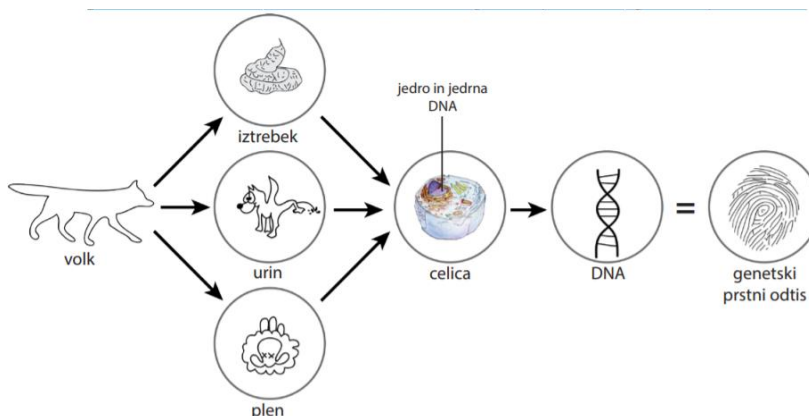 jedro in jedrna
DNA
iztrebek
volk
urin
celica
DNA
=
genetski
prstni odtis
plen